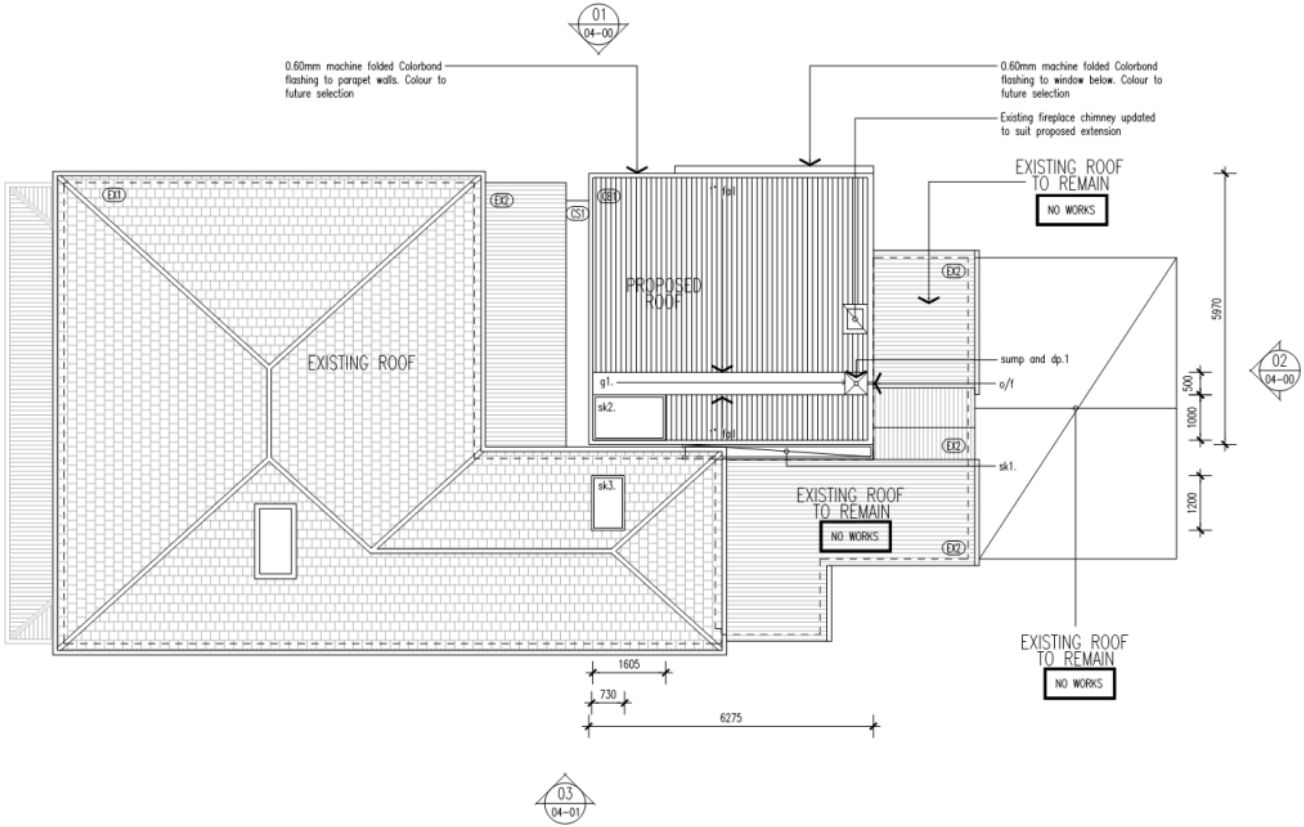 01
04-00
0.60mm machine folded Colorbond
flashing to parapet walls. Colour to
future selection
0.60mm machine folded Colorbond
flashing to window below. Colour to
future selection
Existing fireplace chimney updated
to suit proposed extension
EXISTING ROOF
TO REMAIN
NO WORKS
EX1
EX2
CS1
CB1
1° fall
EX2
PROPOSED
ROOF
5970
EXISTING ROOF
sump and dp.1
02
04-00
g1.
o/f
500
sk2.
1000
1° fall
EX2
sk1.
sk3.
EXISTING ROOF
TO REMAIN
NO WORKS
1200
EX2
EXISTING ROOF
TO REMAIN
NO WORKS
1605
730
6275
03
04-01